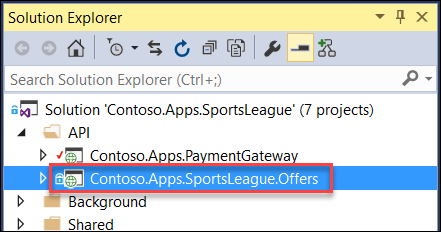 Solution Explorer
Search Solution Explorer (Ctrl+;)
Solution 'Contoso.Apps.SportsLeague' (7 projects)
API
Contoso.Apps.PaymentGateway
Contoso.Apps.SportsLeague.Offers
Background
Shared